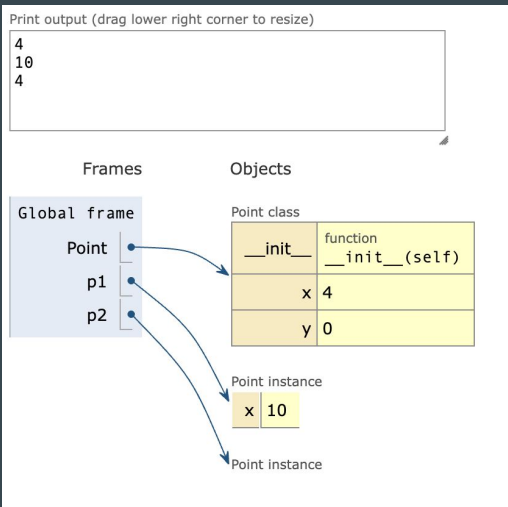 Print output (drag lower right corner to resize)
4
10
4
Frames
Objects
Global frame
Point
p1
p2
Point class
__init__
function
__init__(self)
x 4
y 0
Point instance
x 10
Point instance